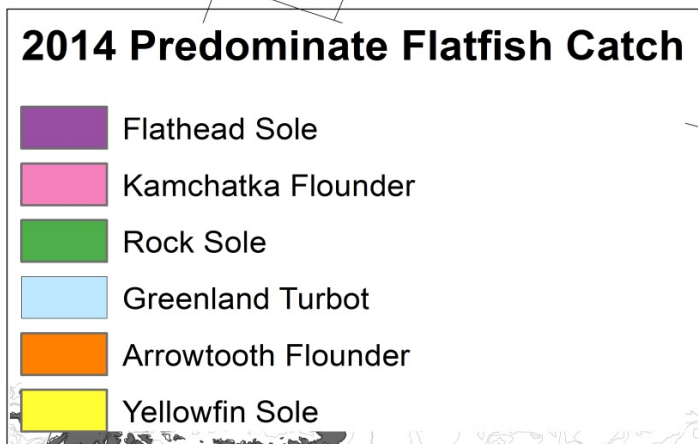 2014 Predominate Flatfish Catch
Flathead Sole
Kamchatka Flounder
Rock Sole
Greenland Turbot
Arrowtooth Flounder
Yellowfin Sole